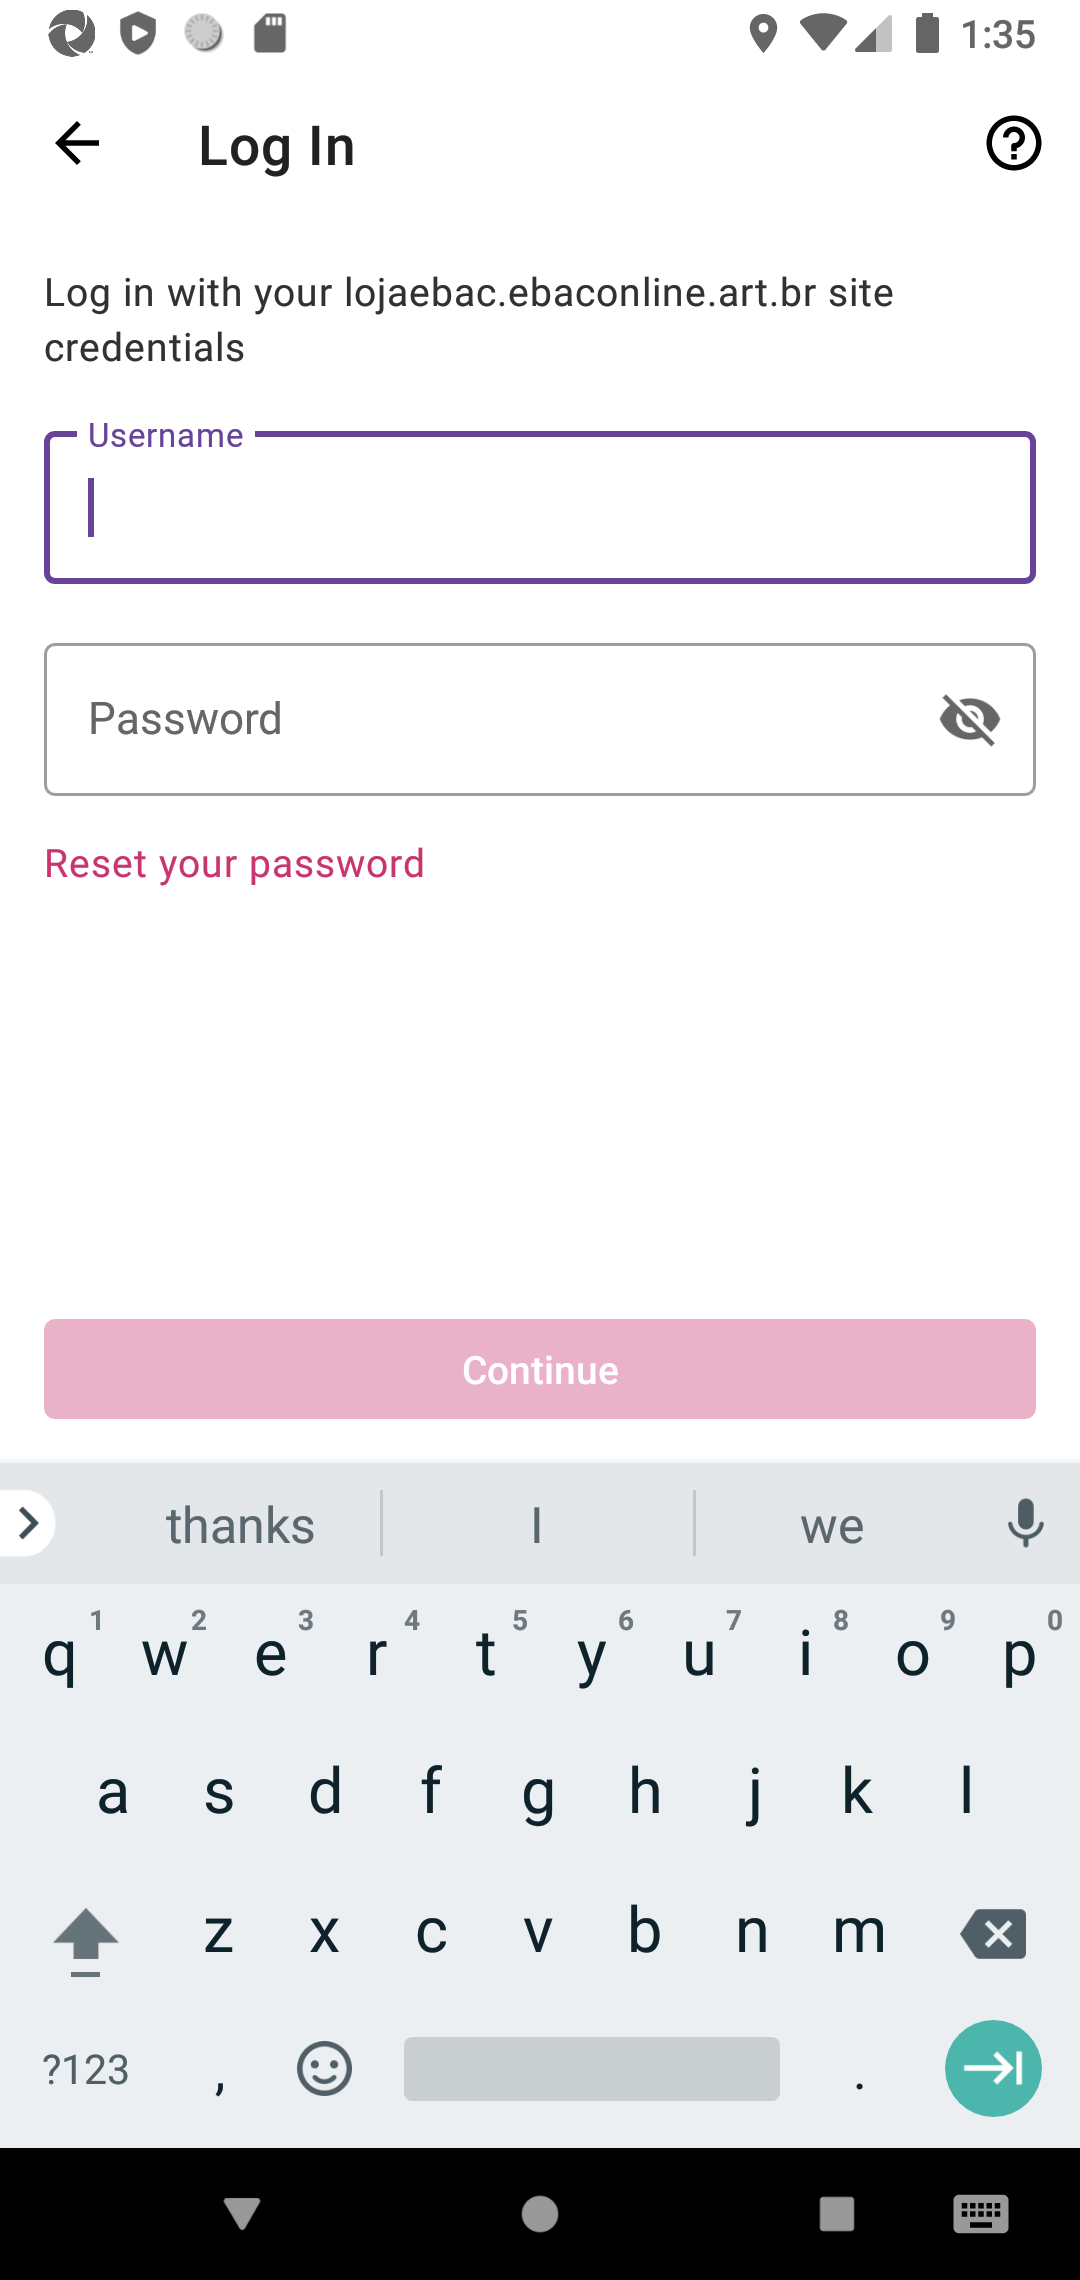 1:35
Log In
Log in with your lojaebac.ebaconline.art.br site
credentials
Username
Password
Reset your password
Continue
thanks I we
1 2 3 4 5 6 7 8 9 0
q w e r t y u i o p
a s d f g h j k l
z x c v b n m
?123 , .